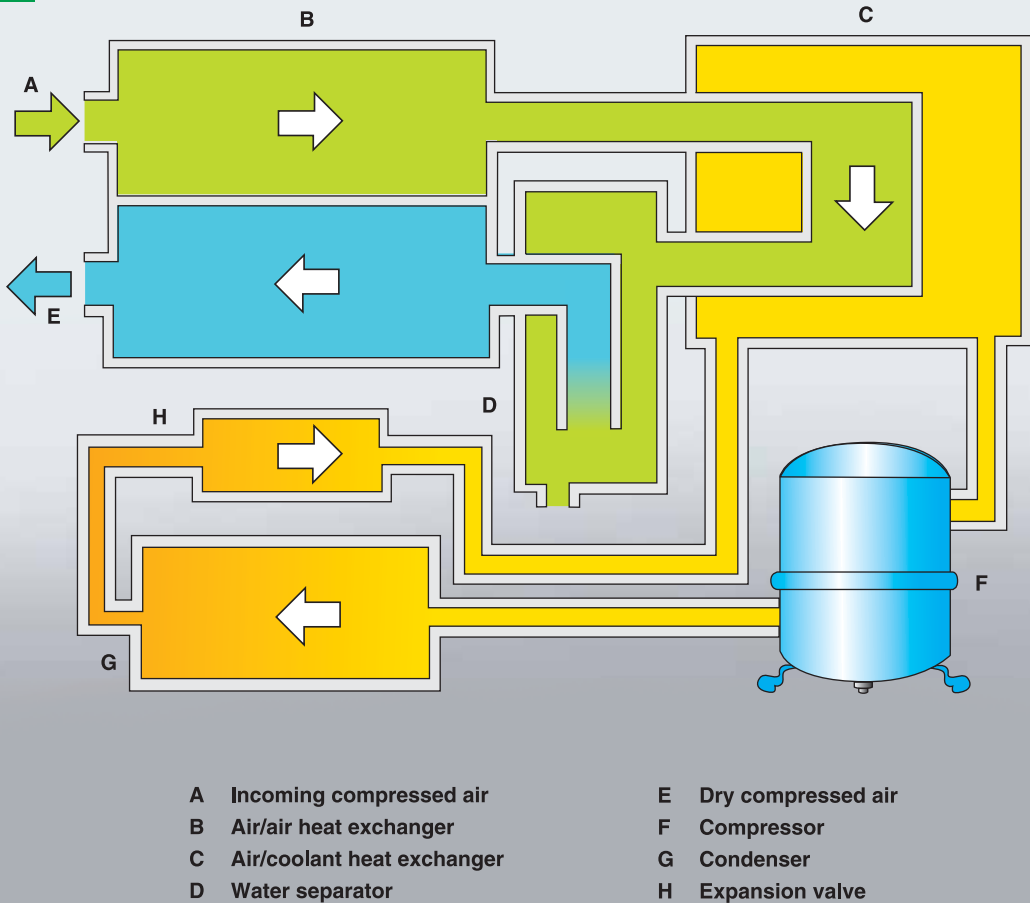 B
C
A
E
D
H
F
G
A Incoming compressed air
B Air/air heat exchanger
C Air/coolant heat exchanger
D Water separator
E Dry compressed air
F Compressor
G Condenser
H Expansion valve